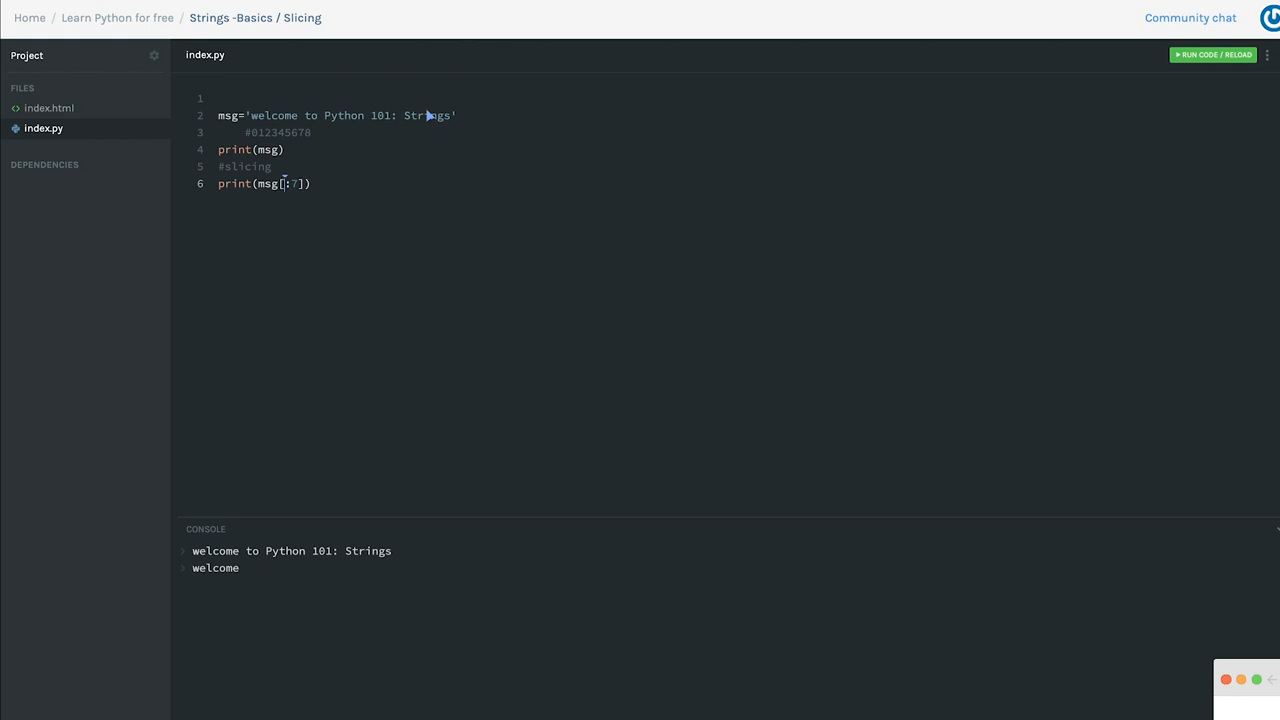 Home / Learn Python for free / Strings -Basics / Slicing
Community chat
Project
index.py
RUN CODE / RELOAD
FILES
<> index.html
index.py
DEPENDENCIES
1
2 msg='welcome to Python 101: Strings'
3 #012345678
4 print(msg)
5 #slicing
6 print(msg[:7])
CONSOLE
> welcome to Python 101: Strings
> welcome